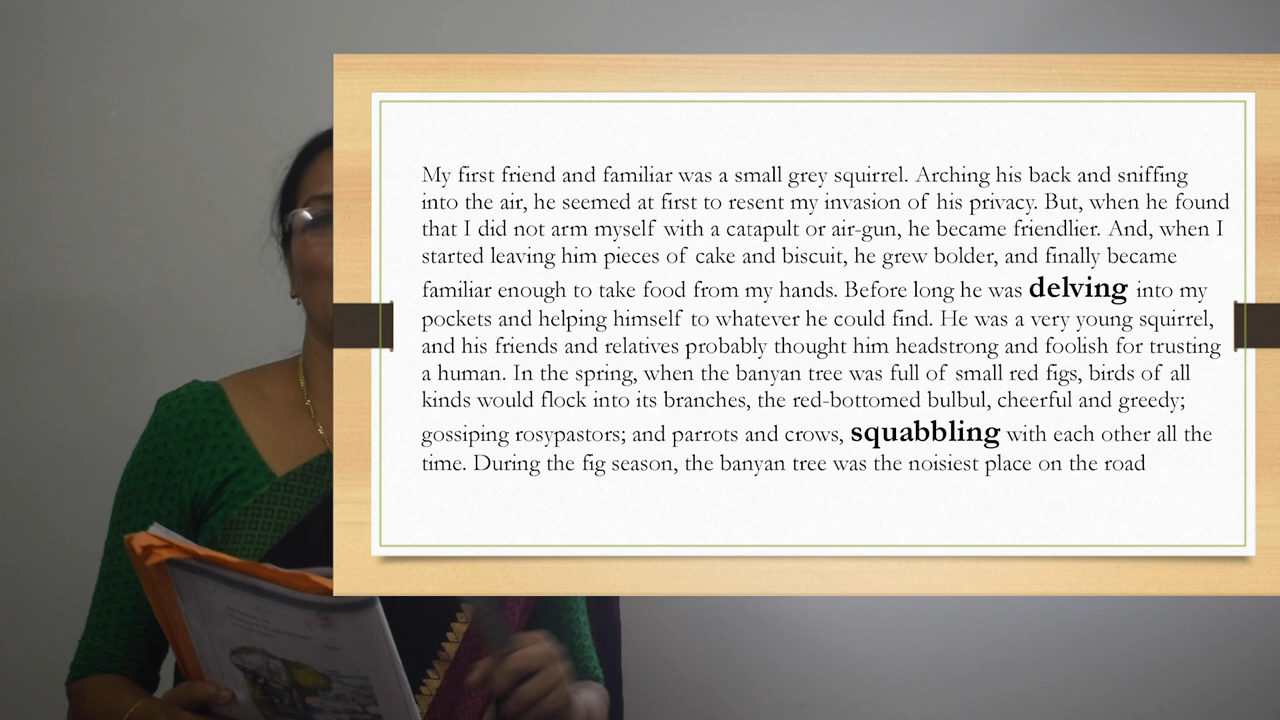 My first friend and familiar was a small grey squirrel. Arching his back and sniffing
into the air, he seemed at first to resent my invasion of his privacy. But, when he found
that I did not arm myself with a catapult or air-gun, he became friendlier. And, when I
started leaving him pieces of cake and biscuit, he grew bolder, and finally became
familiar enough to take food from my hands. Before long he was delving into my
pockets and helping himself to whatever he could find. He was a very young squirrel,
and his friends and relatives probably thought him headstrong and foolish for trusting
a human. In the spring, when the banyan tree was full of small red figs, birds of all
kinds would flock into its branches, the red-bottomed bulbul, cheerful and greedy;
gossiping rosypastors; and parrots and crows, squabbling with each other all the
time. During the fig season, the banyan tree was the noisiest place on the road